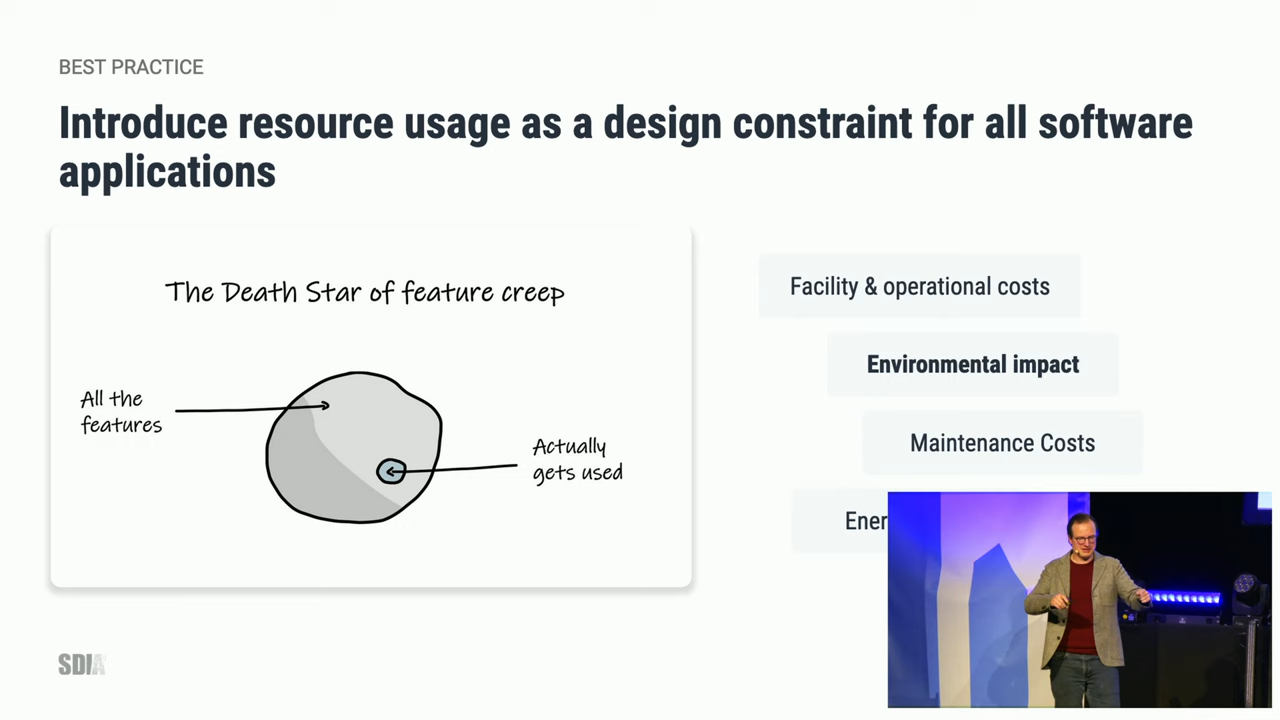 BEST PRACTICE
Introduce resource usage as a design constraint for all software
applications
The Death Star of feature creep
All the
features
Actually
gets used
Facility & operational costs
Environmental impact
Maintenance Costs
SDIA